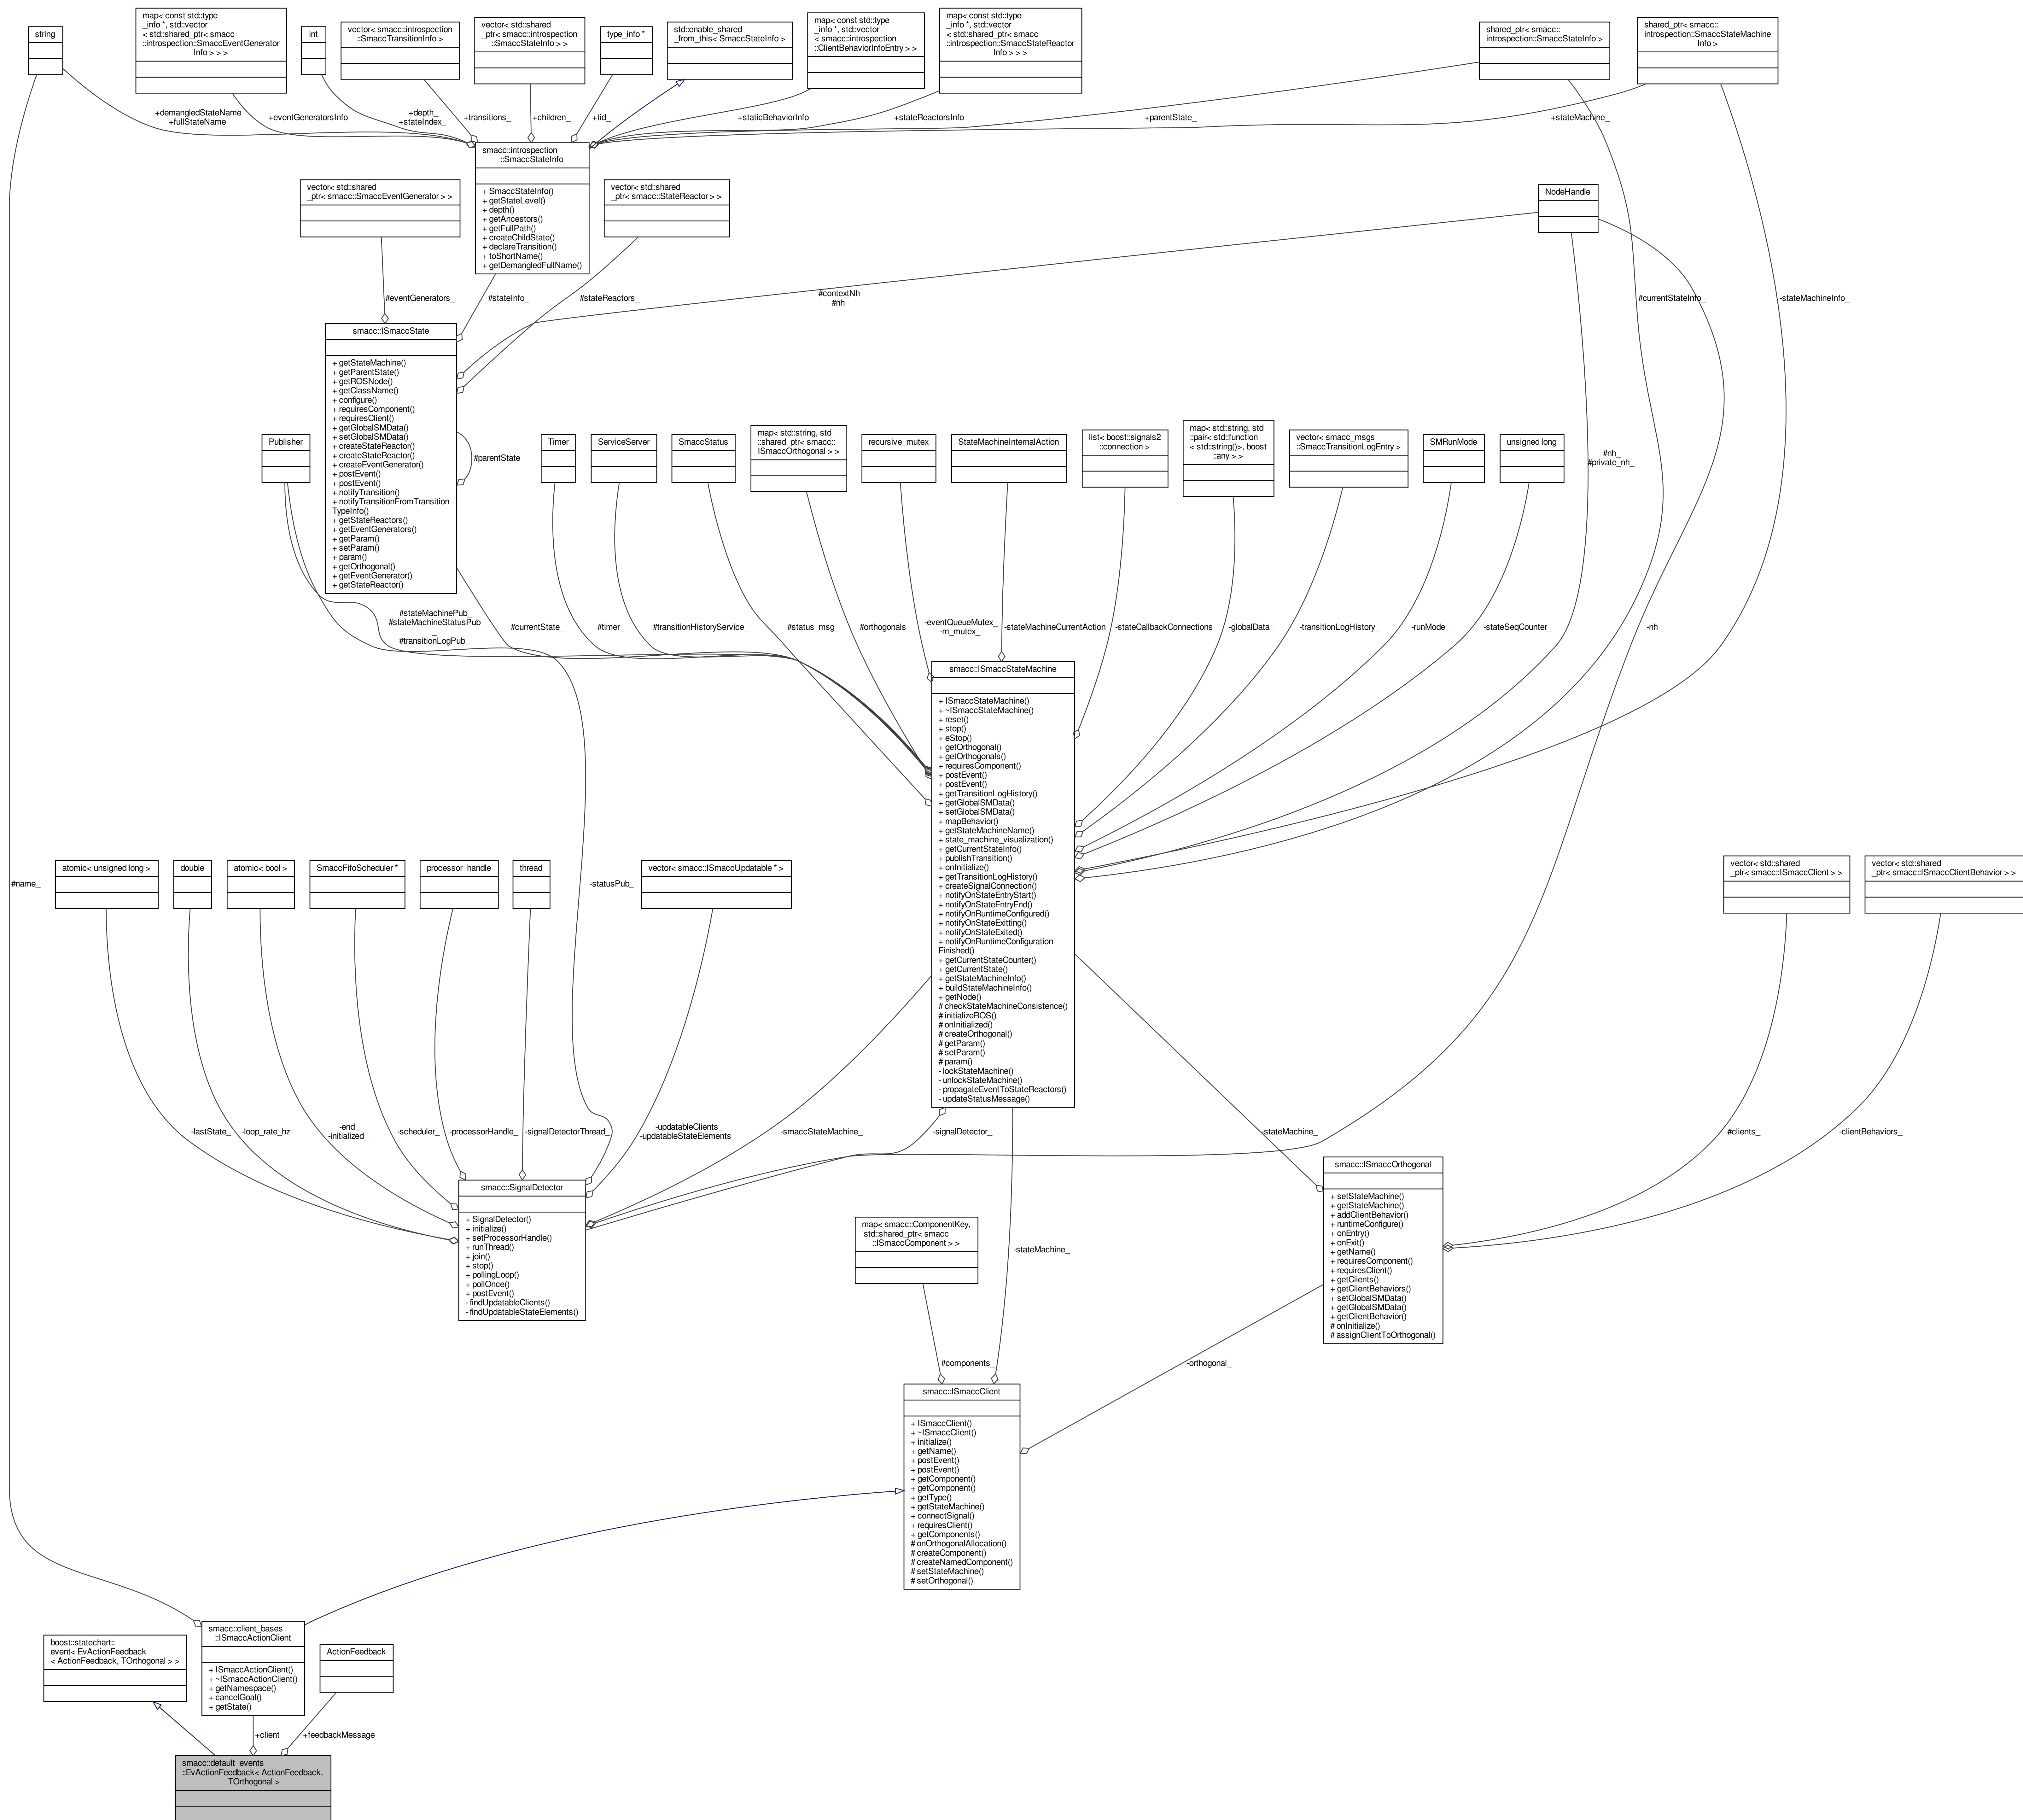 string
map< const std::type
_info *, std::vector
< std::shared_ptr< smacc
::introspection::SmaccEventGenerator
Info > > >
int
vector< smacc::introspection
::SmaccTransitionInfo >
vector< std::shared
_ptr< smacc::introspection
::SmaccStateInfo > >
type_info *
std::enable_shared
_from_this< SmaccStateInfo >
map< const std::type
_info *, std::vector
< smacc::introspection
::ClientBehaviorInfoEntry > >
map< const std::type
_info *, std::vector
< std::shared_ptr< smacc
::introspection::SmaccStateReactor
Info > > >
shared_ptr< smacc::
introspection::SmaccStateInfo >
shared_ptr< smacc::
introspection::SmaccStateMachine
Info >
+demangledStateName
+fullStateName
+eventGeneratorsInfo
+depth_
+stateIndex_
+transitions_
+children_
+tid_
+staticBehaviorInfo
+stateReactorsInfo
+parentState_
+stateMachine_
smacc::introspection
::SmaccStateInfo
+ SmaccStateInfo()
+ getStateLevel()
+ depth()
+ getAncestors()
+ getFullPath()
+ createChildState()
+ declareTransition()
+ toShortName()
+ getDemangledFullName()
vector< std::shared
_ptr< smacc::SmaccEventGenerator > >
vector< std::shared
_ptr< smacc::StateReactor > >
NodeHandle
#eventGenerators_
#stateInfo_
#stateReactors_
#contextNh
#nh
#currentStateInfo_
-stateMachineInfo_
smacc::ISmaccState
+ getStateMachine()
+ getParentState()
+ getROSNode()
+ getClassName()
+ configure()
+ requiresComponent()
+ requiresClient()
+ getGlobalSMData()
+ setGlobalSMData()
+ createStateReactor()
+ createStateReactor()
+ createEventGenerator()
+ postEvent()
+ postEvent()
+ notifyTransition()
+ notifyTransitionFromTransition
TypeInfo()
+ getStateReactors()
+ getEventGenerators()
+ getParam()
+ setParam()
+ param()
+ getOrthogonal()
+ getEventGenerator()
+ getStateReactor()
#parentState_
Publisher
Timer
ServiceServer
SmaccStatus
map< std::string, std
::shared_ptr< smacc::
ISmaccOrthogonal > >
recursive_mutex
StateMachineInternalAction
list< boost::signals2
::connection >
map< std::string, std
::pair< std::function
< std::string()>, boost
::any > >
vector< smacc_msgs
::SmaccTransitionLogEntry >
SMRunMode
unsigned long
#nh_
#private_nh_
#stateMachinePub_
#stateMachineStatusPub
_
#transitionLogPub_
#currentState_
#timer_
#transitionHistoryService_
#status_msg_
#orthogonals_
-eventQueueMutex_
-m_mutex_
-stateMachineCurrentAction
-stateCallbackConnections
-globalData_
-transitionLogHistory_
-runMode_
-stateSeqCounter_
-nh_
smacc::ISmaccStateMachine
+ ISmaccStateMachine()
+ ~ISmaccStateMachine()
+ reset()
+ stop()
+ eStop()
+ getOrthogonal()
+ getOrthogonals()
+ requiresComponent()
+ postEvent()
+ postEvent()
+ getTransitionLogHistory()
+ getGlobalSMData()
+ setGlobalSMData()
+ mapBehavior()
+ getStateMachineName()
+ state_machine_visualization()
+ getCurrentStateInfo()
+ publishTransition()
+ onInitialize()
+ getTransitionLogHistory()
+ createSignalConnection()
+ notifyOnStateEntryStart()
+ notifyOnStateEntryEnd()
+ notifyOnRuntimeConfigured()
+ notifyOnStateExitting()
+ notifyOnStateExited()
+ notifyOnRuntimeConfiguration
Finished()
+ getCurrentStateCounter()
+ getCurrentState()
+ getStateMachineInfo()
+ buildStateMachineInfo()
+ getNode()
# checkStateMachineConsistence()
# initializeROS()
# onInitialized()
# createOrthogonal()
# getParam()
# setParam()
# param()
- lockStateMachine()
- unlockStateMachine()
- propagateEventToStateReactors()
- updateStatusMessage()
#name_
atomic< unsigned long >
double
atomic< bool >
SmaccFifoScheduler *
processor_handle
thread
-statusPub_
vector< smacc::ISmaccUpdatable * >
vector< std::shared
_ptr< smacc::ISmaccClient > >
vector< std::shared
_ptr< smacc::ISmaccClientBehavior > >
-lastState_
-loop_rate_hz
-end_
-initialized_
-scheduler_
-processorHandle_
-signalDetectorThread_
-updatableClients_
-updatableStateElements_
-smaccStateMachine_
-signalDetector_
-stateMachine_
#clients_
-clientBehaviors_
smacc::SignalDetector
+ SignalDetector()
+ initialize()
+ setProcessorHandle()
+ runThread()
+ join()
+ stop()
+ pollingLoop()
+ pollOnce()
+ postEvent()
- findUpdatableClients()
- findUpdatableStateElements()
smacc::ISmaccOrthogonal
+ setStateMachine()
+ getStateMachine()
+ addClientBehavior()
+ runtimeConfigure()
+ onEntry()
+ onExit()
+ getName()
+ requiresComponent()
+ requiresClient()
+ getClients()
+ getClientBehaviors()
+ setGlobalSMData()
+ getGlobalSMData()
+ getClientBehavior()
# onInitialize()
# assignClientToOrthogonal()
map< smacc::ComponentKey,
std::shared_ptr< smacc
::ISmaccComponent > >
-stateMachine_
#components_
-orthogonal_
smacc::ISmaccClient
+ ISmaccClient()
+ ~ISmaccClient()
+ initialize()
+ getName()
+ postEvent()
+ postEvent()
+ getComponent()
+ getComponent()
+ getType()
+ getStateMachine()
+ connectSignal()
+ requiresClient()
+ getComponents()
# onOrthogonalAllocation()
# createComponent()
# createNamedComponent()
# setStateMachine()
# setOrthogonal()
boost::statechart::
event< EvActionFeedback
< ActionFeedback, TOrthogonal > >
smacc::client_bases
::ISmaccActionClient
+ ISmaccActionClient()
+ ~ISmaccActionClient()
+ getNamespace()
+ cancelGoal()
+ getState()
ActionFeedback
+client
+feedbackMessage
smacc::default_events
::EvActionFeedback< ActionFeedback,
TOrthogonal >